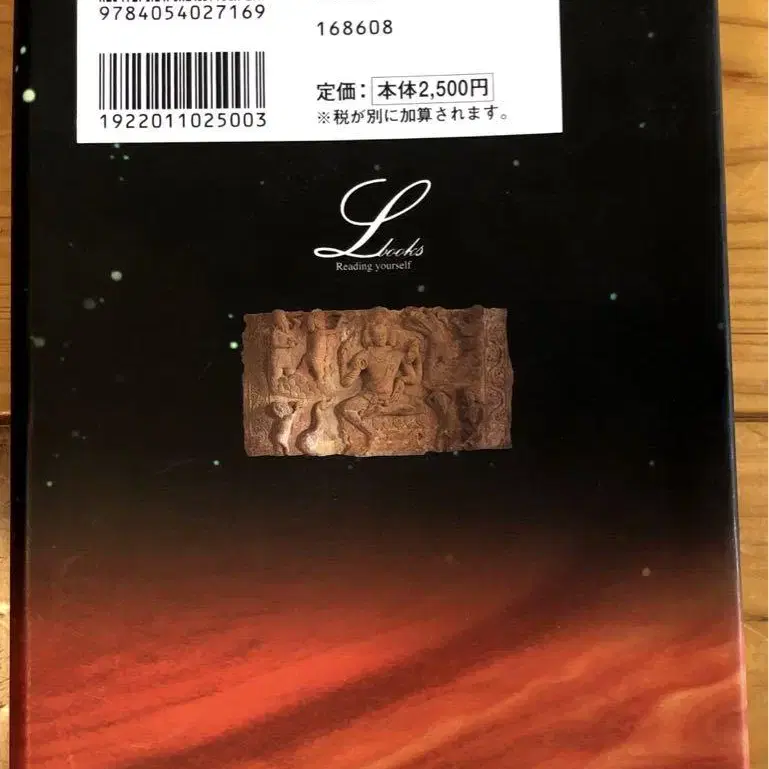 9784054027169
168608
1922011025003
定価：本体2,500円
※税が別に加算されます。
L books
Reading yourself